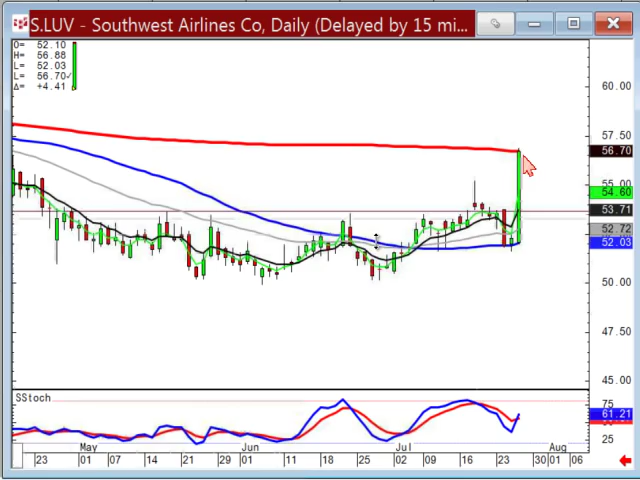 S.LUV - Southwest Airlines Co, Daily (Delayed by 15 mi...
O= 52.10
H= 56.88
L= 52.03
L= 56.70✓
Δ= +4.41
60.00
57.50
56.70
55.00
54.60
53.71
52.72
52.03
50.00
47.50
45.00
SStoch
75
61.21
25
May Jun Jul Aug
23 01 07 14 21 29 01 11 18 25 02 09 16 23 30 01 06